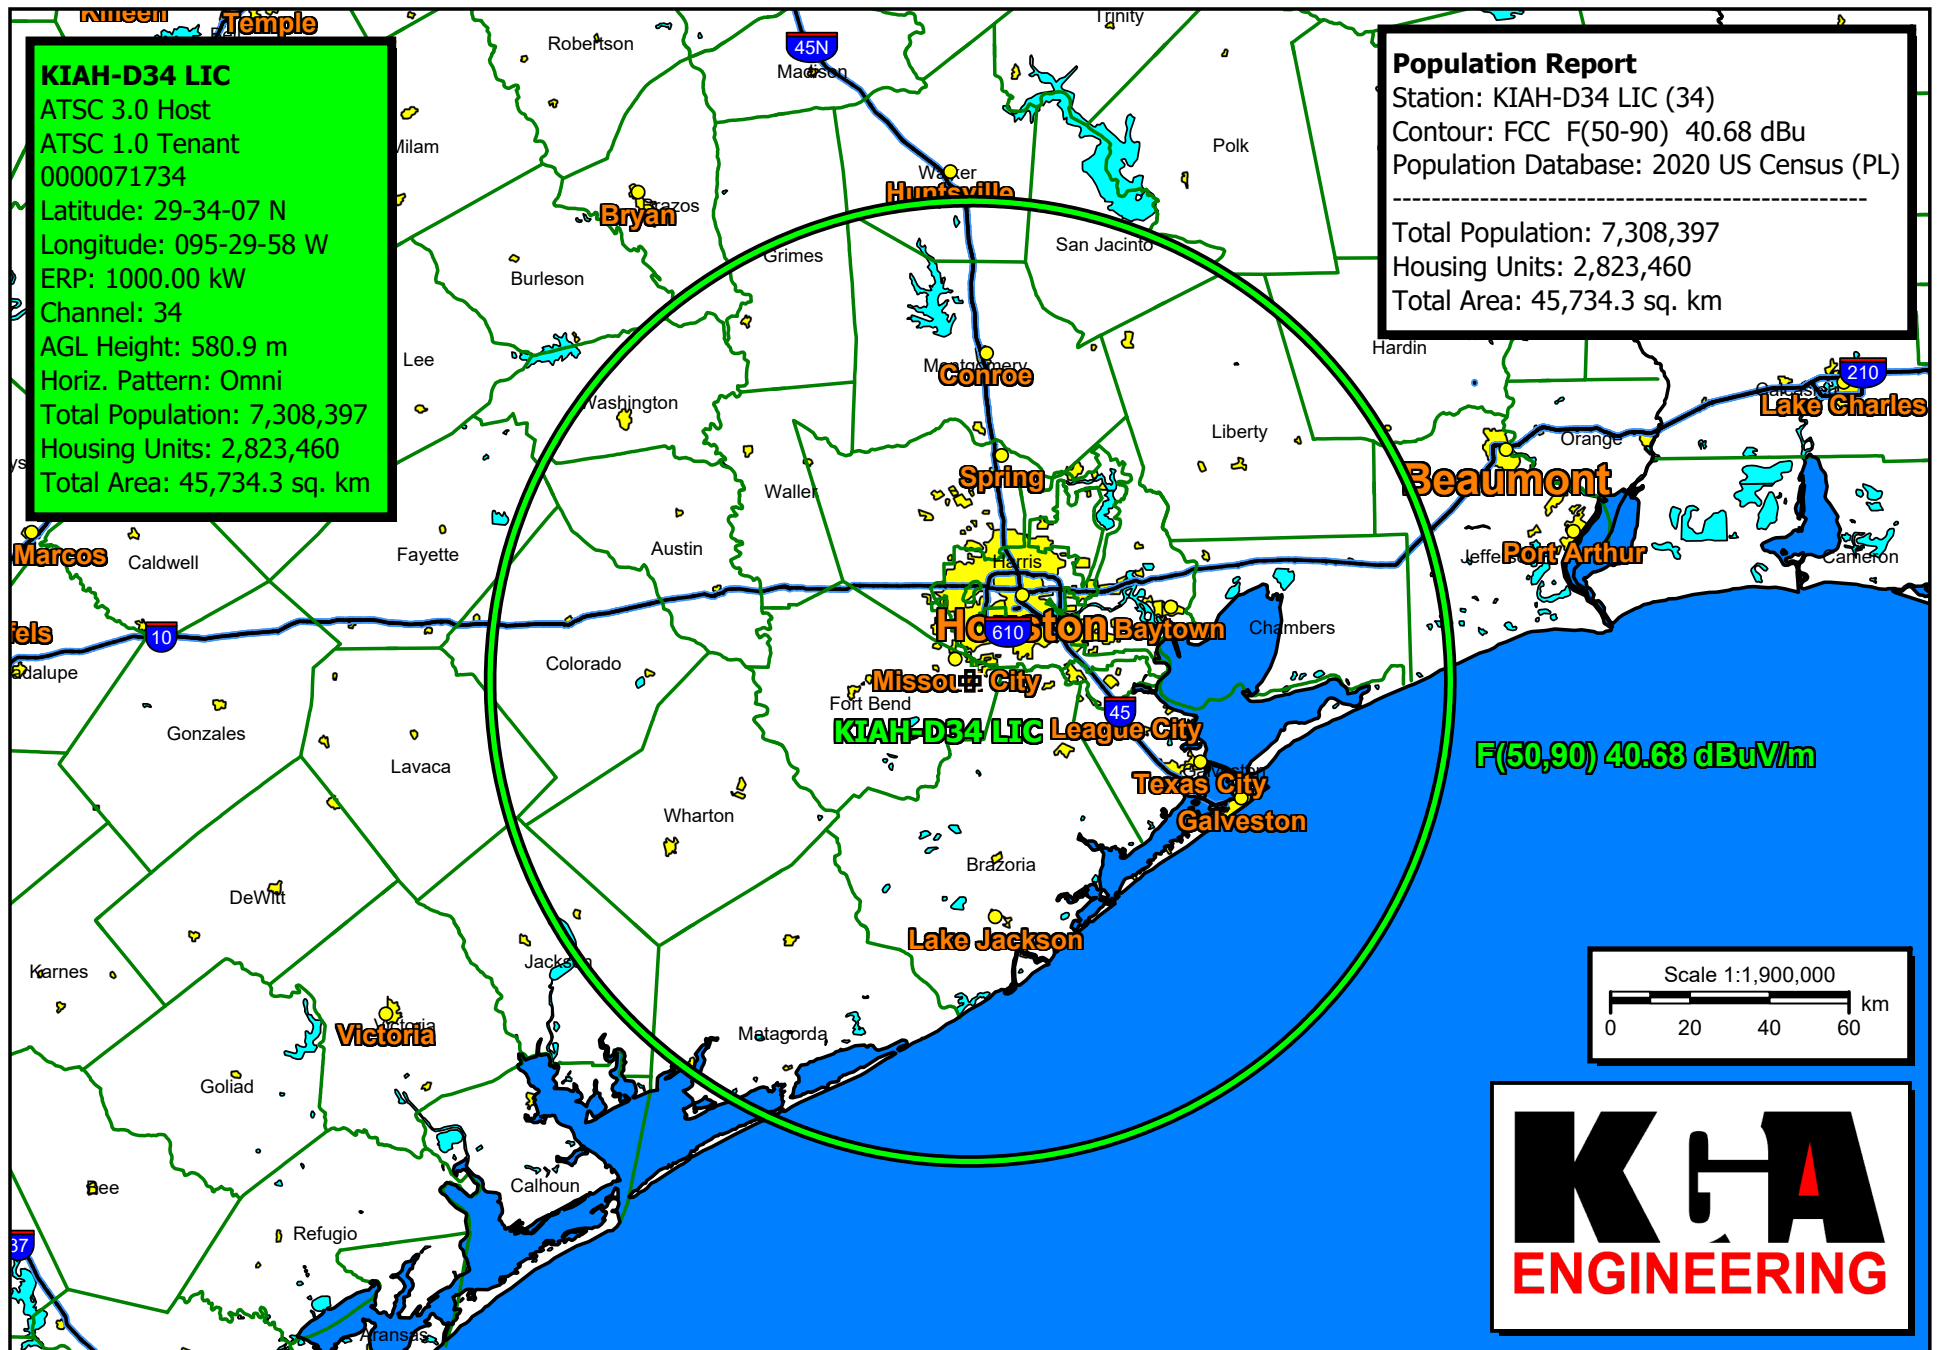 Killeen
Temple
Trinity
Robertson
45N
Madison
KIAH-D34 LIC
ATSC 3.0 Host
ATSC 1.0 Tenant
0000071734
Latitude: 29-34-07 N
Longitude: 095-29-58 W
ERP: 1000.00 kW
Channel: 34
AGL Height: 580.9 m
Horiz. Pattern: Omni
Total Population: 7,308,397
Housing Units: 2,823,460
Total Area: 45,734.3 sq. km
Population Report
Station: KIAH-D34 LIC (34)
Contour: FCC F(50-90) 40.68 dBu
Population Database: 2020 US Census (PL)
-----------------------------------------------------
Total Population: 7,308,397
Housing Units: 2,823,460
Total Area: 45,734.3 sq. km
Milam
Polk
Walker
Huntsville
Brazos
Bryan
San Jacinto
Grimes
Burleson
Hardin
Lee
Montgomery
Conroe
210
Calcasieu
Lake Charles
Washington
Liberty
Orange
Spring
Beaumont
Waller
Marcos
Caldwell
Fayette
Austin
Harris
Jefferson
Port Arthur
Cameron
10
Houston
610
Baytown
Chambers
Colorado
Missouri City
Fort Bend
Gonzales
KIAH-D34 LIC
League City
45
F(50,90) 40.68 dBuV/m
Lavaca
Galveston
Texas City
Wharton
Galveston
Brazoria
DeWitt
Lake Jackson
Karnes
Jackson
Scale 1:1,900,000
km
0 20 40 60
Victoria
Victoria
Matagorda
Goliad
Calhoun
Bee
Refugio
37
Aransas
KGA
ENGINEERING